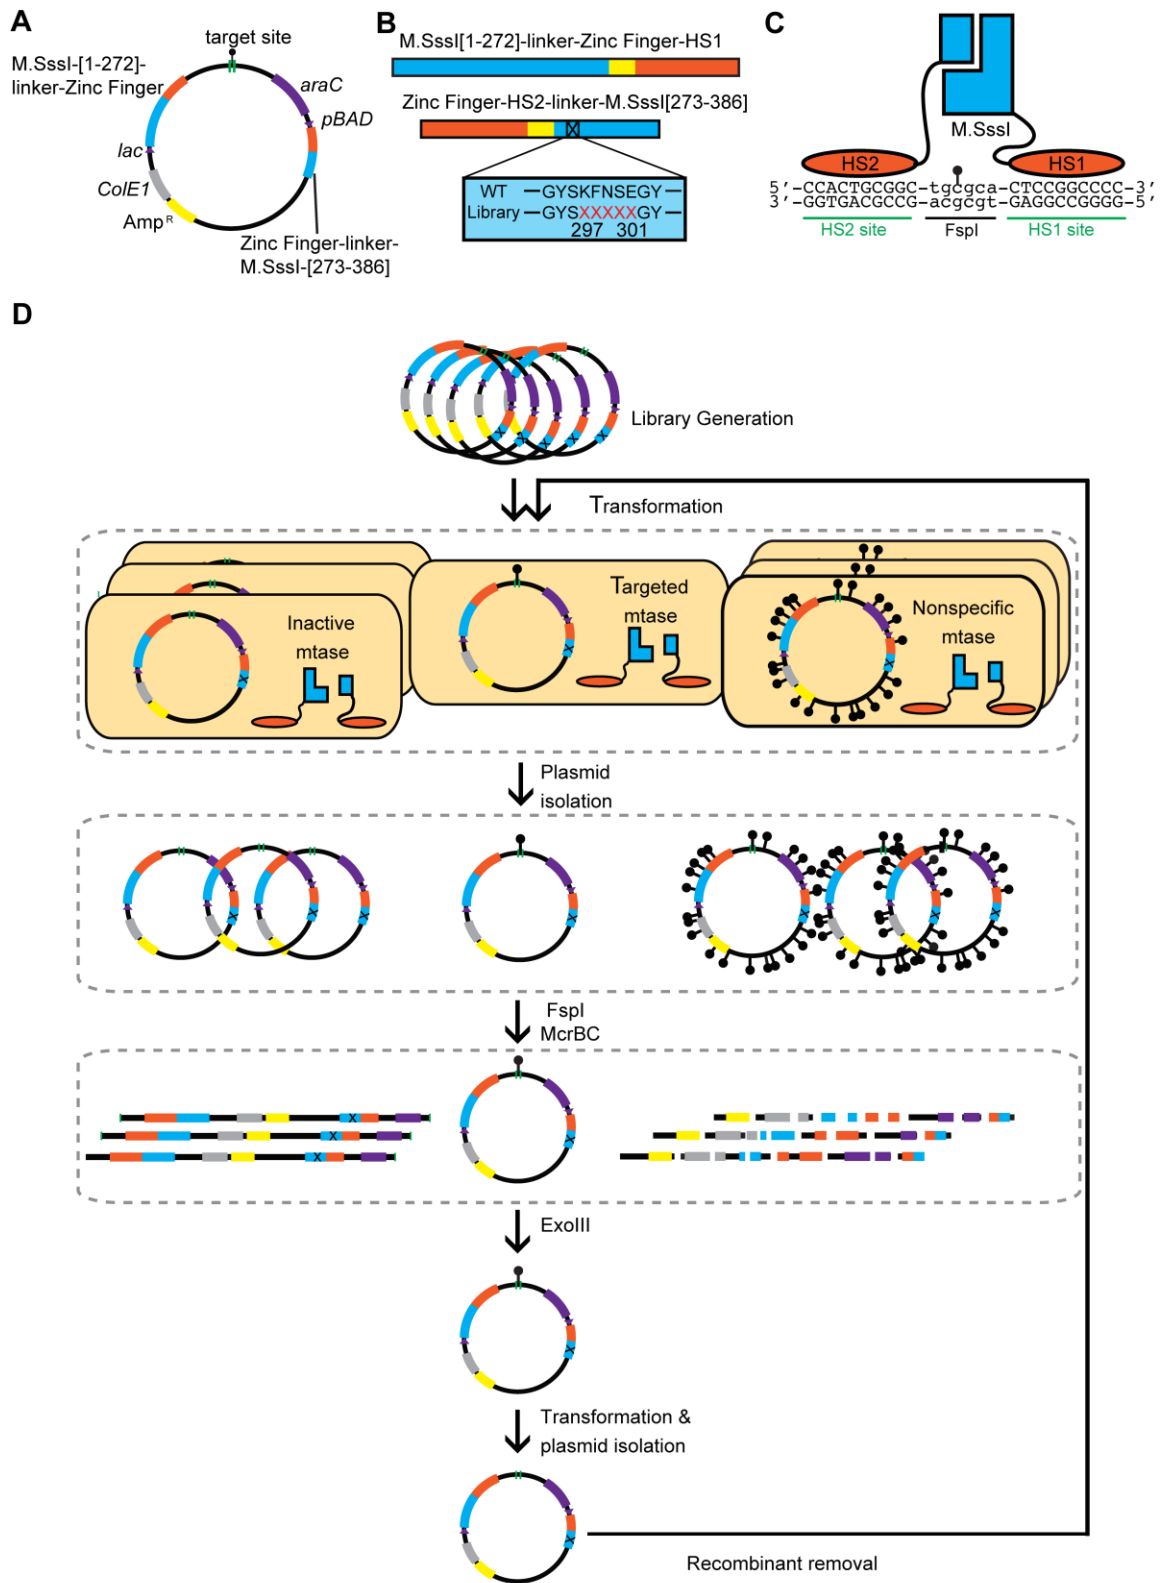 A
target site
M.SssI-[1-272]-
linker-Zinc Finger
araC
pBAD
lac
ColE1
Amp R
Zinc Finger-linker-
M.SssI-[273-386]
B
M.SssI[1-272]-linker-Zinc Finger-HS1
Zinc Finger-HS2-linker-M.SssI[273-386]
X
WT — GYSKFNSEGY —
Library — GYSXXXXXGY —
297 301
C
M.SssI
HS2 HS1
5’-CCACTGCGGC-tgcgca-CTCCGGCCCC-3’
3’-GGTGACGCCG-acgcgt-GAGGCCGGGG-5’
HS2 site FspI HS1 site
D
Library Generation
Transformation
Inactive
mtase
Targeted
mtase
Nonspecific
mtase
Plasmid
isolation
FspI
McrBC
X
X
X
ExoIII
Transformation &
plasmid isolation
Recombinant removal